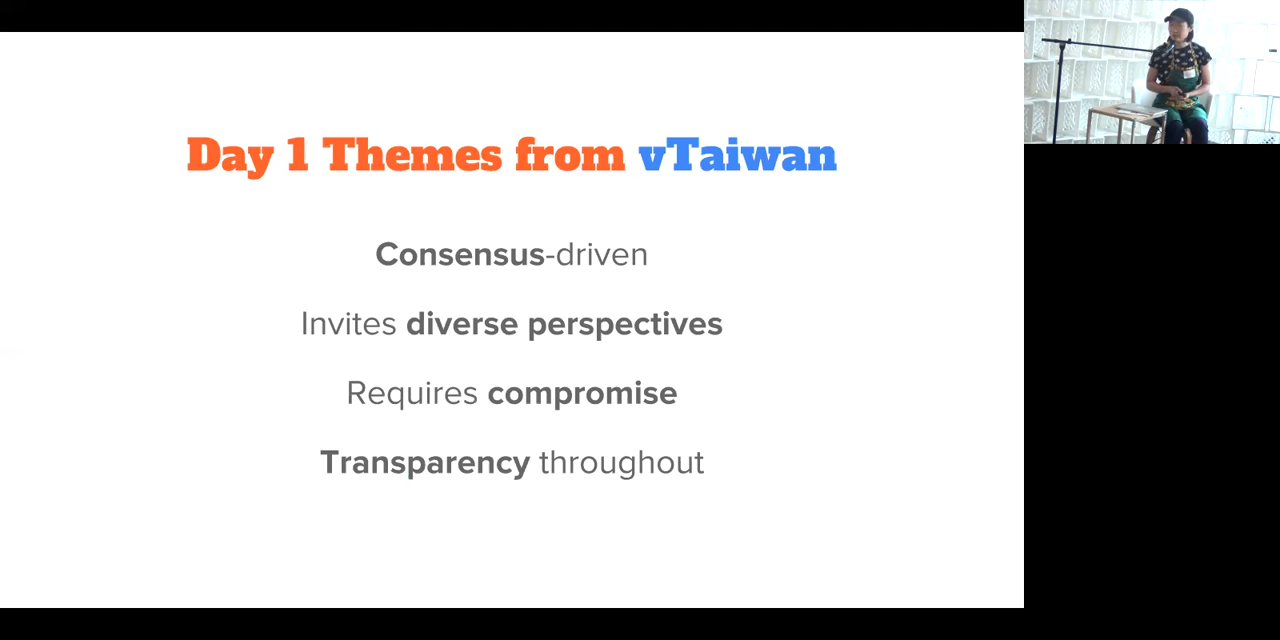 Day 1 Themes from vTaiwan
Consensus-driven
Invites diverse perspectives
Requires compromise
Transparency throughout